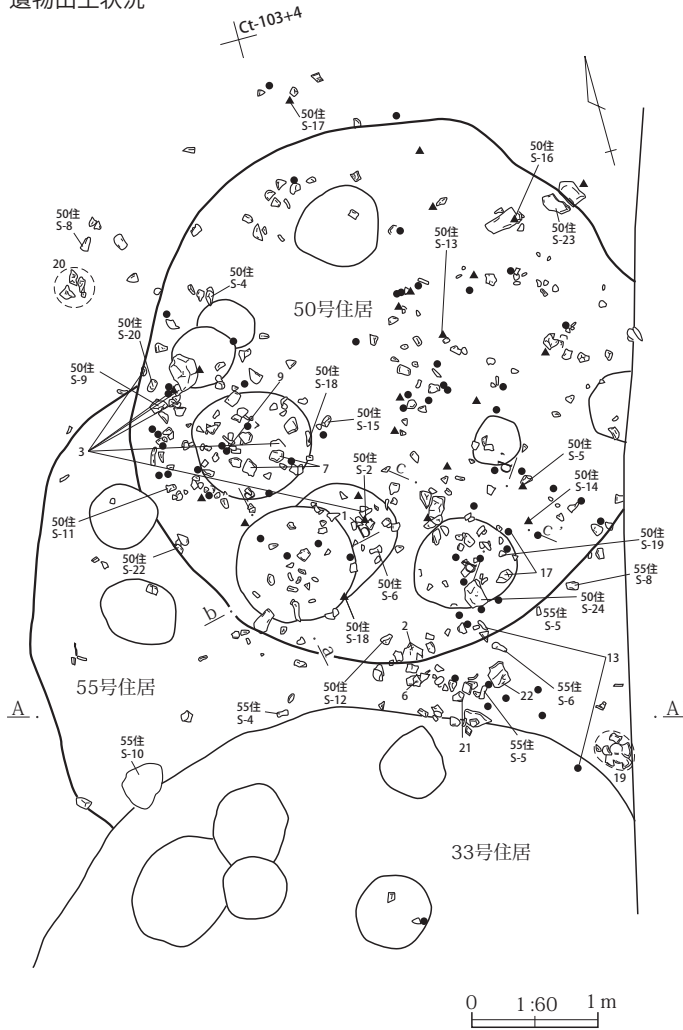 遺物出土状況
Ct-103+4
50住
S-17
50住
S-16
50住
S-8
50住
S-13
50住
S-23
20
50住
S-4
50号住居
50住
S-20
50住
S-9
9
50住
S-18
50住
S-15
3
7
50住
S-2
C
50住
S-5
50住
S-14
1
50住
S-11
C'
50住
S-19
50住
S-22
50住
S-6
17
55住
S-8
50住
S-18
50住
S-24
b
55住
S-5
2
a
13
55号住居
50住
S-12
6
22
55住
S-6
A
55住
S-4
A
21
55住
S-5
55住
S-10
19
33号住居
0
1:60
1m